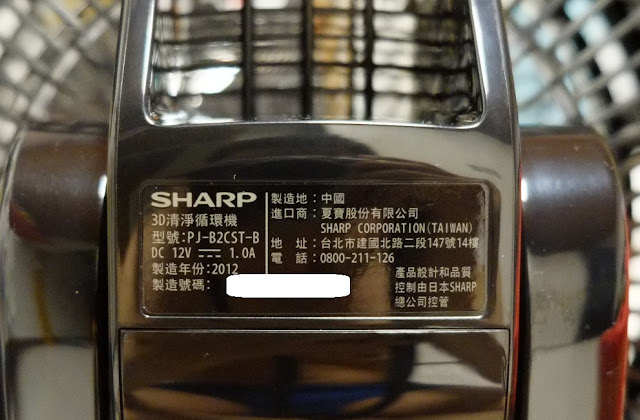 SHARP
3D清淨循環機
型號:PJ-B2CST-B
DC 12V ⎓ 1.0A
製造年份:2012
製造號碼:
製造地:中國
進口商:夏寶股份有限公司
SHARP CORPORATION(TAIWAN)
地 址:台北市建國北路二段147號14樓
電 話:0800-211-126
產品設計和品質
控制由日本SHARP
總公司控管